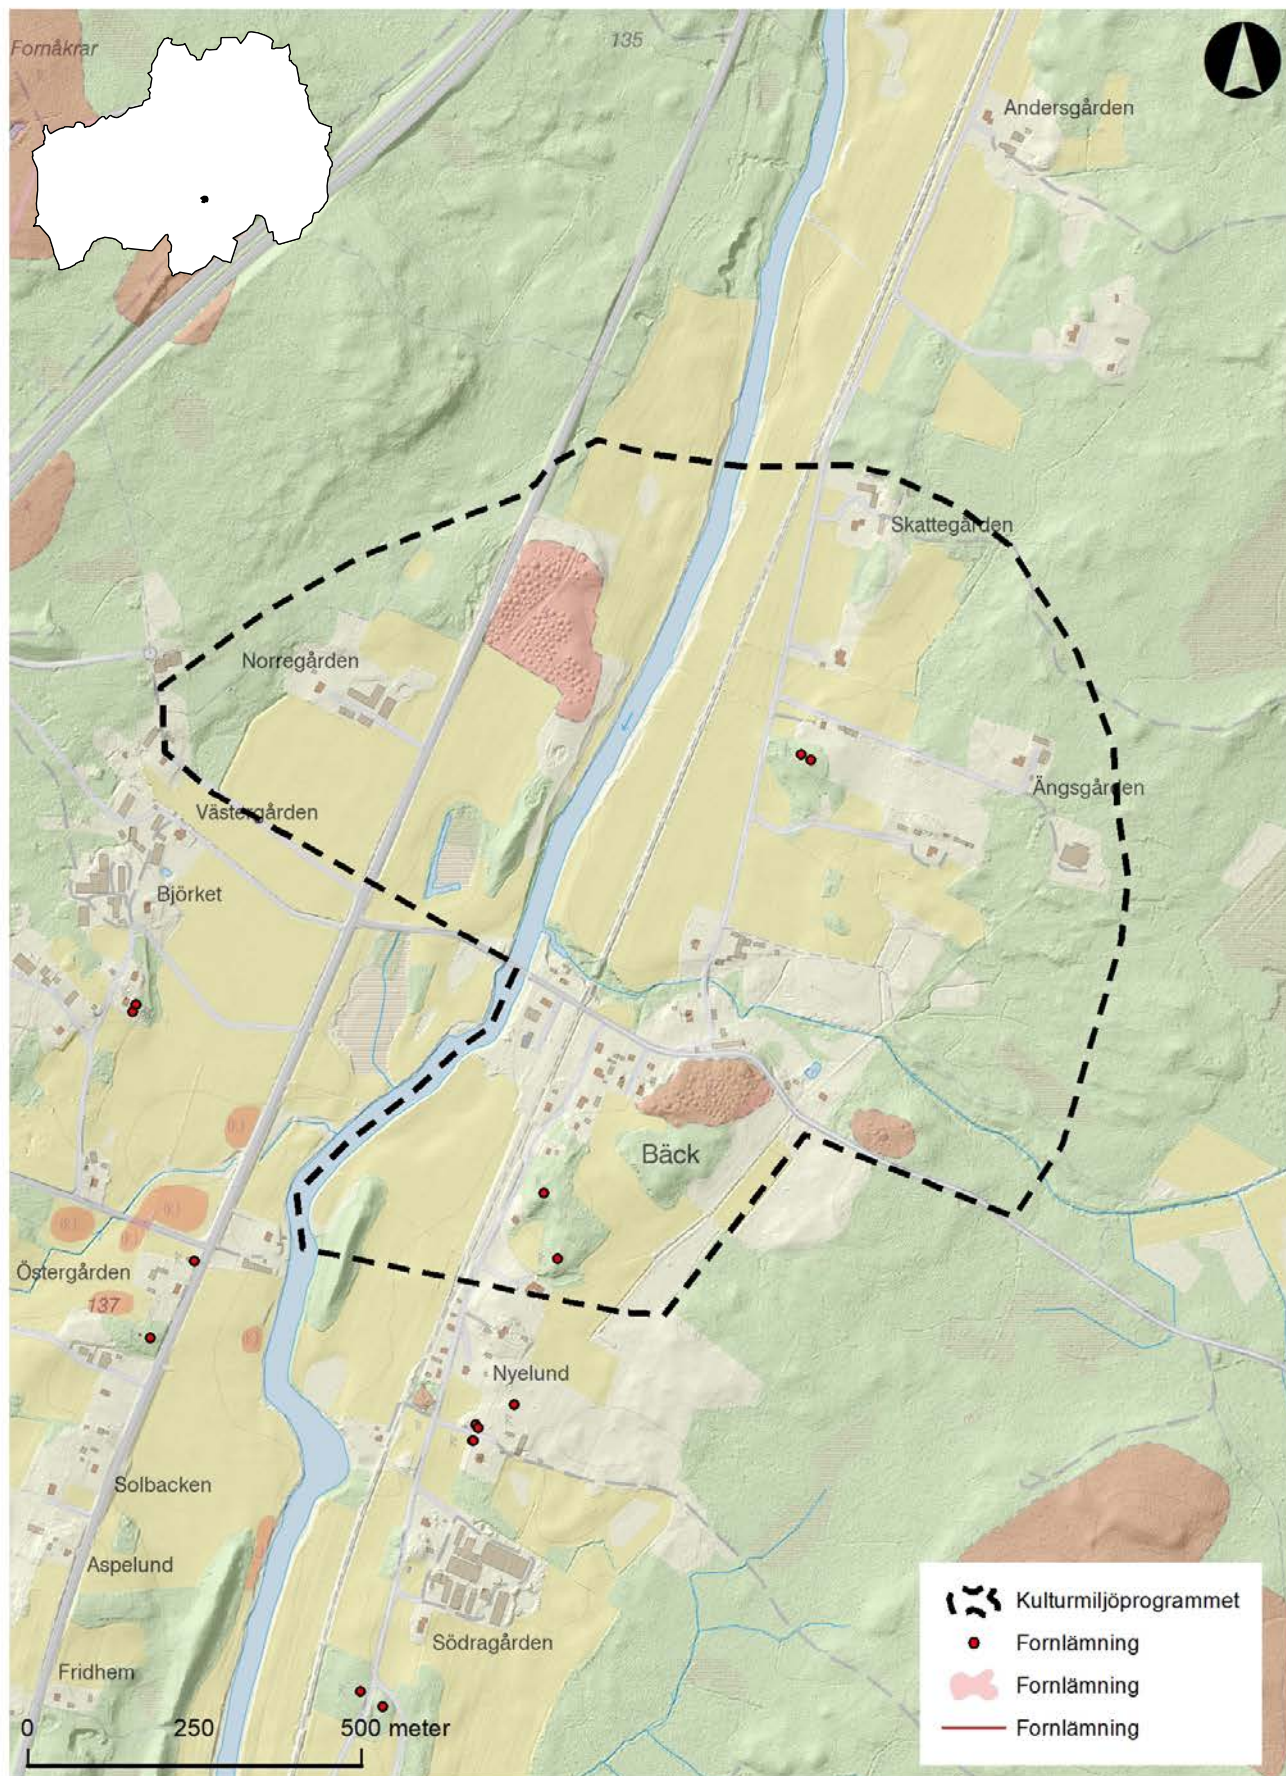 Fornåkrar
135
Andersgården
Skattegården
Norregården
Ängsgården
Västergården
Björket
Bäck
(R)
(R)
(R)
Östergården
137
Nyelund
Solbacken
Aspelund
Södragården
Fridhem
0 250 500 meter
Kulturmiljöprogrammet
Fornlämning
Fornlämning
Fornlämning